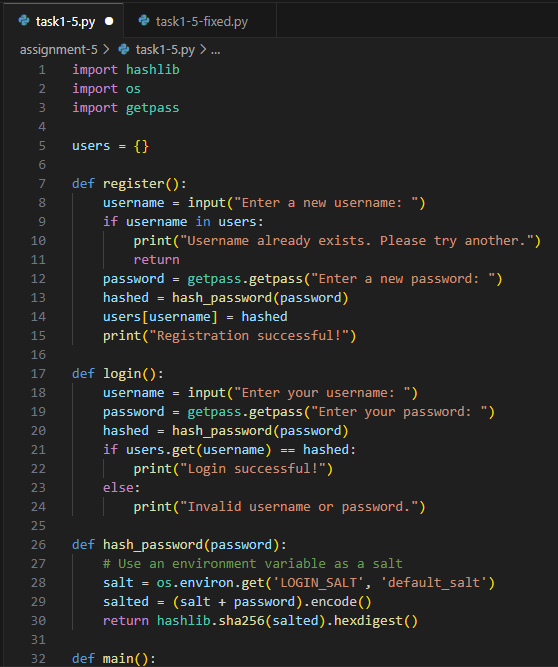 task1-5.py
task1-5-fixed.py
assignment-5 > task1-5.py > ...
1 import hashlib
2 import os
3 import getpass
4
5 users = {}
6
7 def register():
8     username = input("Enter a new username: ")
9     if username in users:
10         print("Username already exists. Please try another.")
11         return
12     password = getpass.getpass("Enter a new password: ")
13     hashed = hash_password(password)
14     users[username] = hashed
15     print("Registration successful!")
16
17 def login():
18     username = input("Enter your username: ")
19     password = getpass.getpass("Enter your password: ")
20     hashed = hash_password(password)
21     if users.get(username) == hashed:
22         print("Login successful!")
23     else:
24         print("Invalid username or password.")
25
26 def hash_password(password):
27     # Use an environment variable as a salt
28     salt = os.environ.get('LOGIN_SALT', 'default_salt')
29     salted = (salt + password).encode()
30     return hashlib.sha256(salted).hexdigest()
31
32 def main():